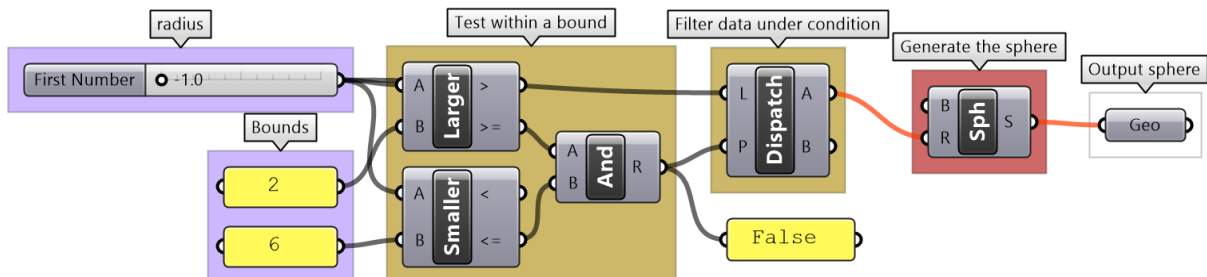 radius
First Number
-1.0
Bounds
2
6
Test within a bound
A
B
Larger
>
>=
A
B
Smaller
<
<=
A
B
And
R
Filter data under condition
L
P
Dispatch
A
B
False
Generate the sphere
B
R
Sph
S
Output sphere
Geo